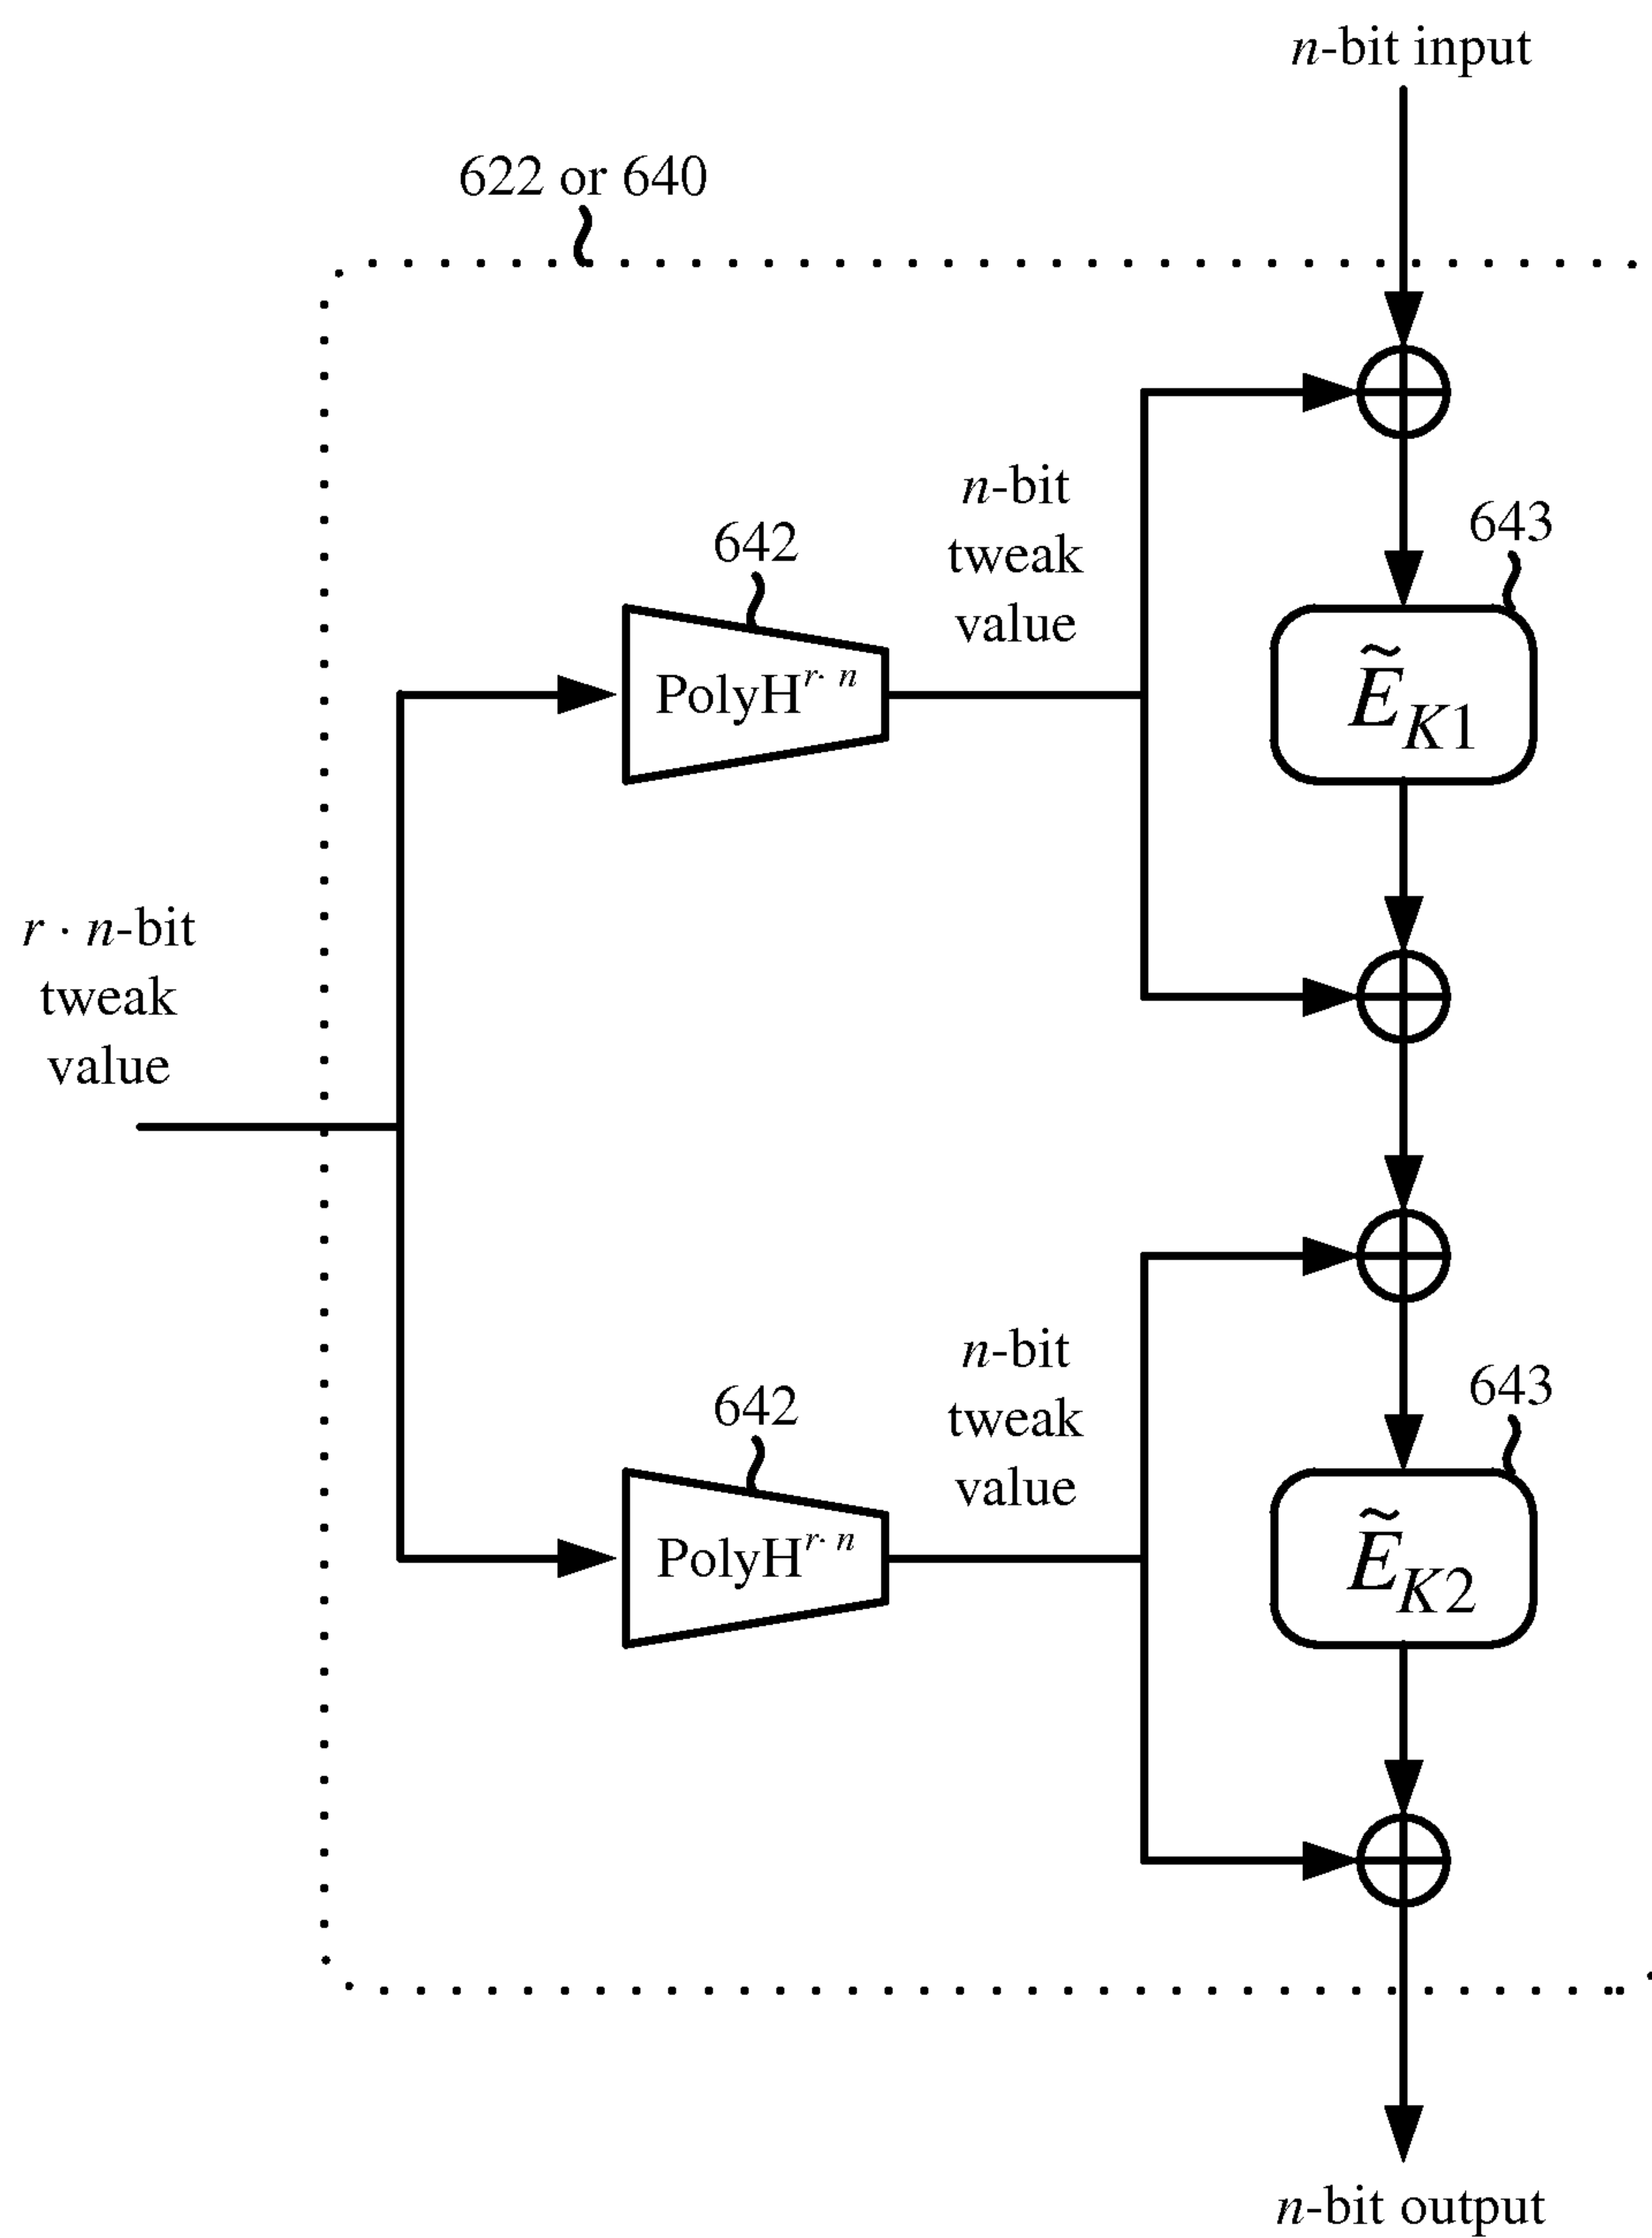 n-bit input
622 or 640
n-bit
tweak
value
643
642
PolyH^{r· n}
Ẽ_{K1}
r · n-bit
tweak
value
n-bit
tweak
value
643
642
PolyH^{r· n}
Ẽ_{K2}
n-bit output